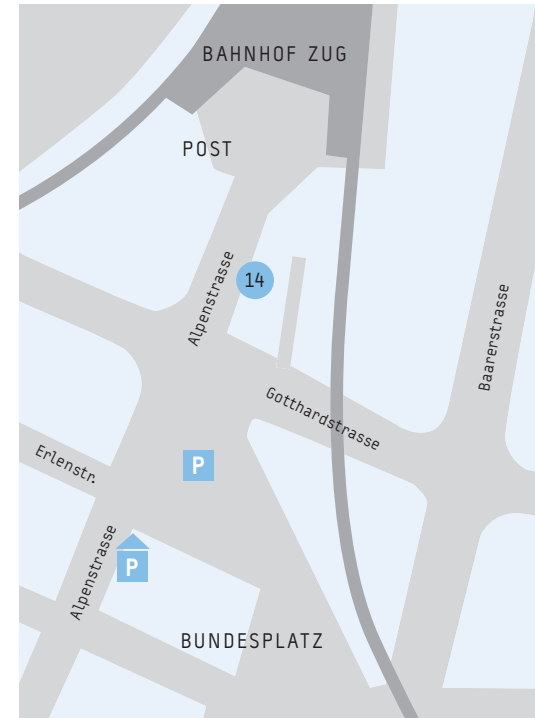 BAHNHOF ZUG
POST
Alpenstrasse
14
Baarerstrasse
Gotthardstrasse
Erlenstr.
P
Alpenstrasse
P
BUNDESPLATZ